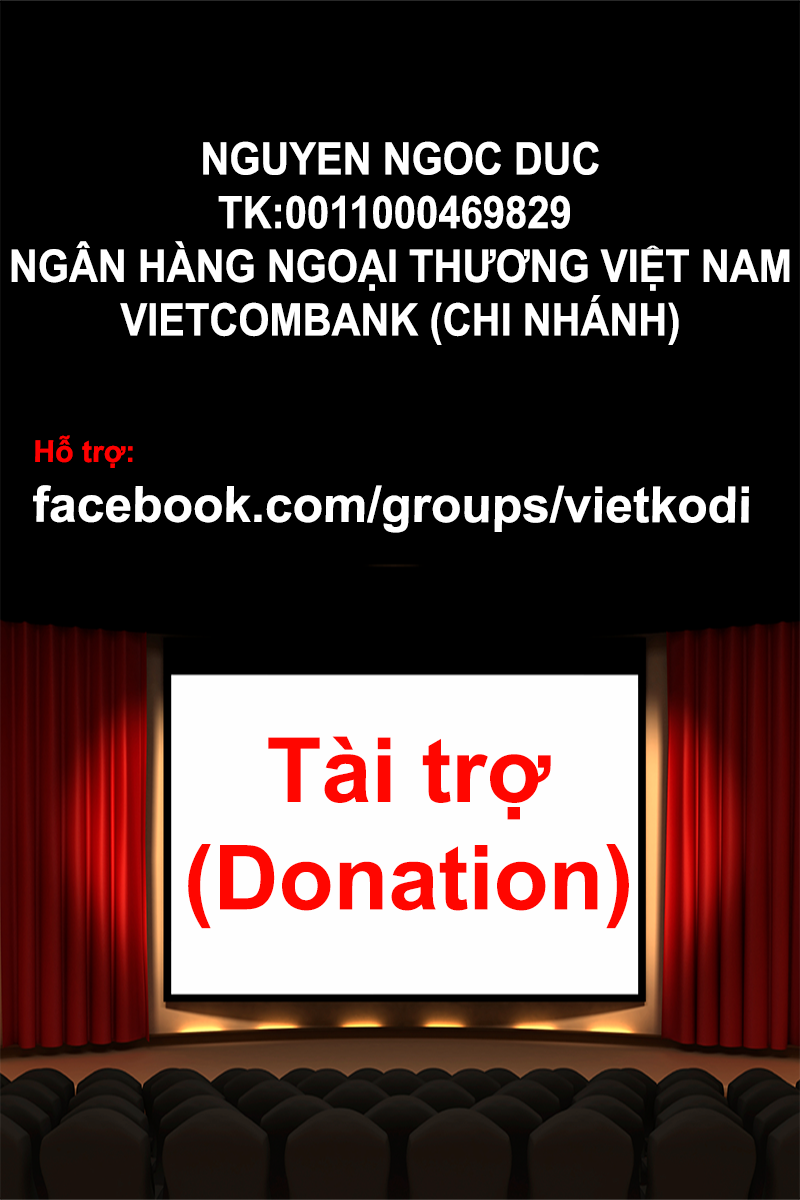 NGUYEN NGOC DUC
TK:0011000469829
NGÂN HÀNG NGOẠI THƯƠNG VIỆT NAM
VIETCOMBANK (CHI NHÁNH)
Hỗ trợ:
facebook.com/groups/vietkodi
Tài trợ
(Donation)